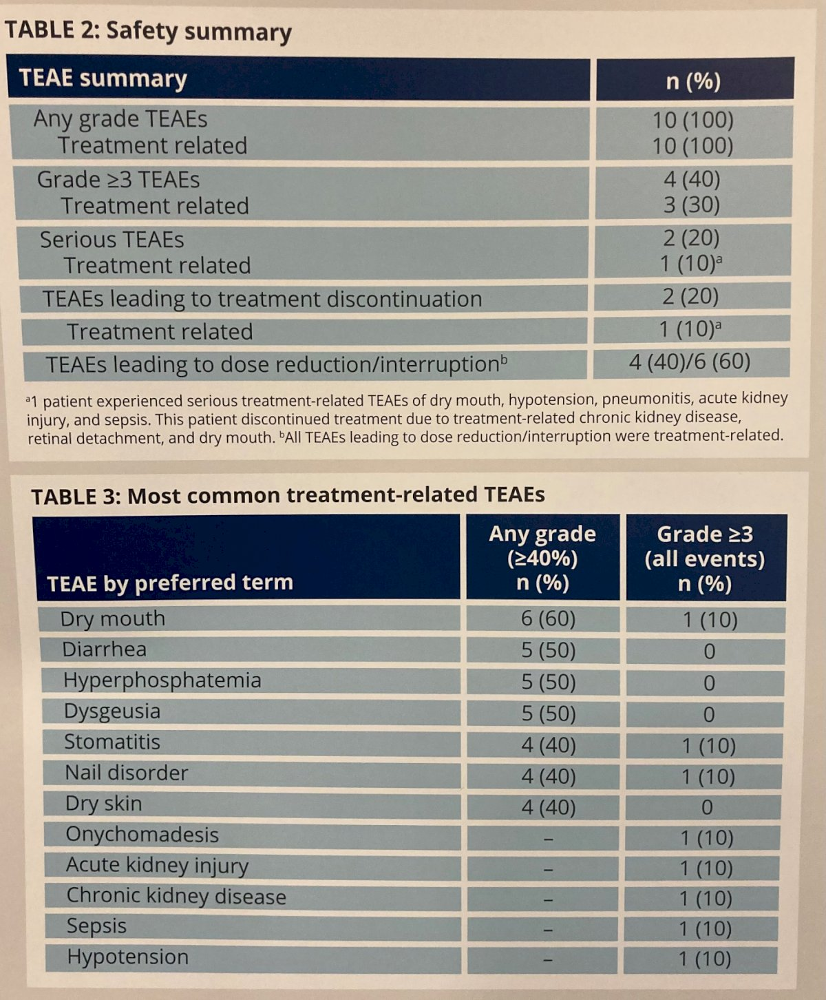 TABLE 2: Safety summary
TEAE summary n (%)
Any grade TEAEs 10 (100)
Treatment related 10 (100)
Grade ≥3 TEAEs 4 (40)
Treatment related 3 (30)
Serious TEAEs 2 (20)
Treatment related 1 (10)ᵃ
TEAEs leading to treatment discontinuation 2 (20)
Treatment related 1 (10)ᵃ
TEAEs leading to dose reduction/interruptionᵇ 4 (40)/6 (60)
ᵃ1 patient experienced serious treatment-related TEAEs of dry mouth, hypotension, pneumonitis, acute kidney
injury, and sepsis. This patient discontinued treatment due to treatment-related chronic kidney disease,
retinal detachment, and dry mouth. ᵇAll TEAEs leading to dose reduction/interruption were treatment-related.
TABLE 3: Most common treatment-related TEAEs
Any grade Grade ≥3
(≥40%) (all events)
TEAE by preferred term n (%) n (%)
Dry mouth 6 (60) 1 (10)
Diarrhea 5 (50) 0
Hyperphosphatemia 5 (50) 0
Dysgeusia 5 (50) 0
Stomatitis 4 (40) 1 (10)
Nail disorder 4 (40) 1 (10)
Dry skin 4 (40) 0
Onychomadesis – 1 (10)
Acute kidney injury – 1 (10)
Chronic kidney disease – 1 (10)
Sepsis – 1 (10)
Hypotension – 1 (10)